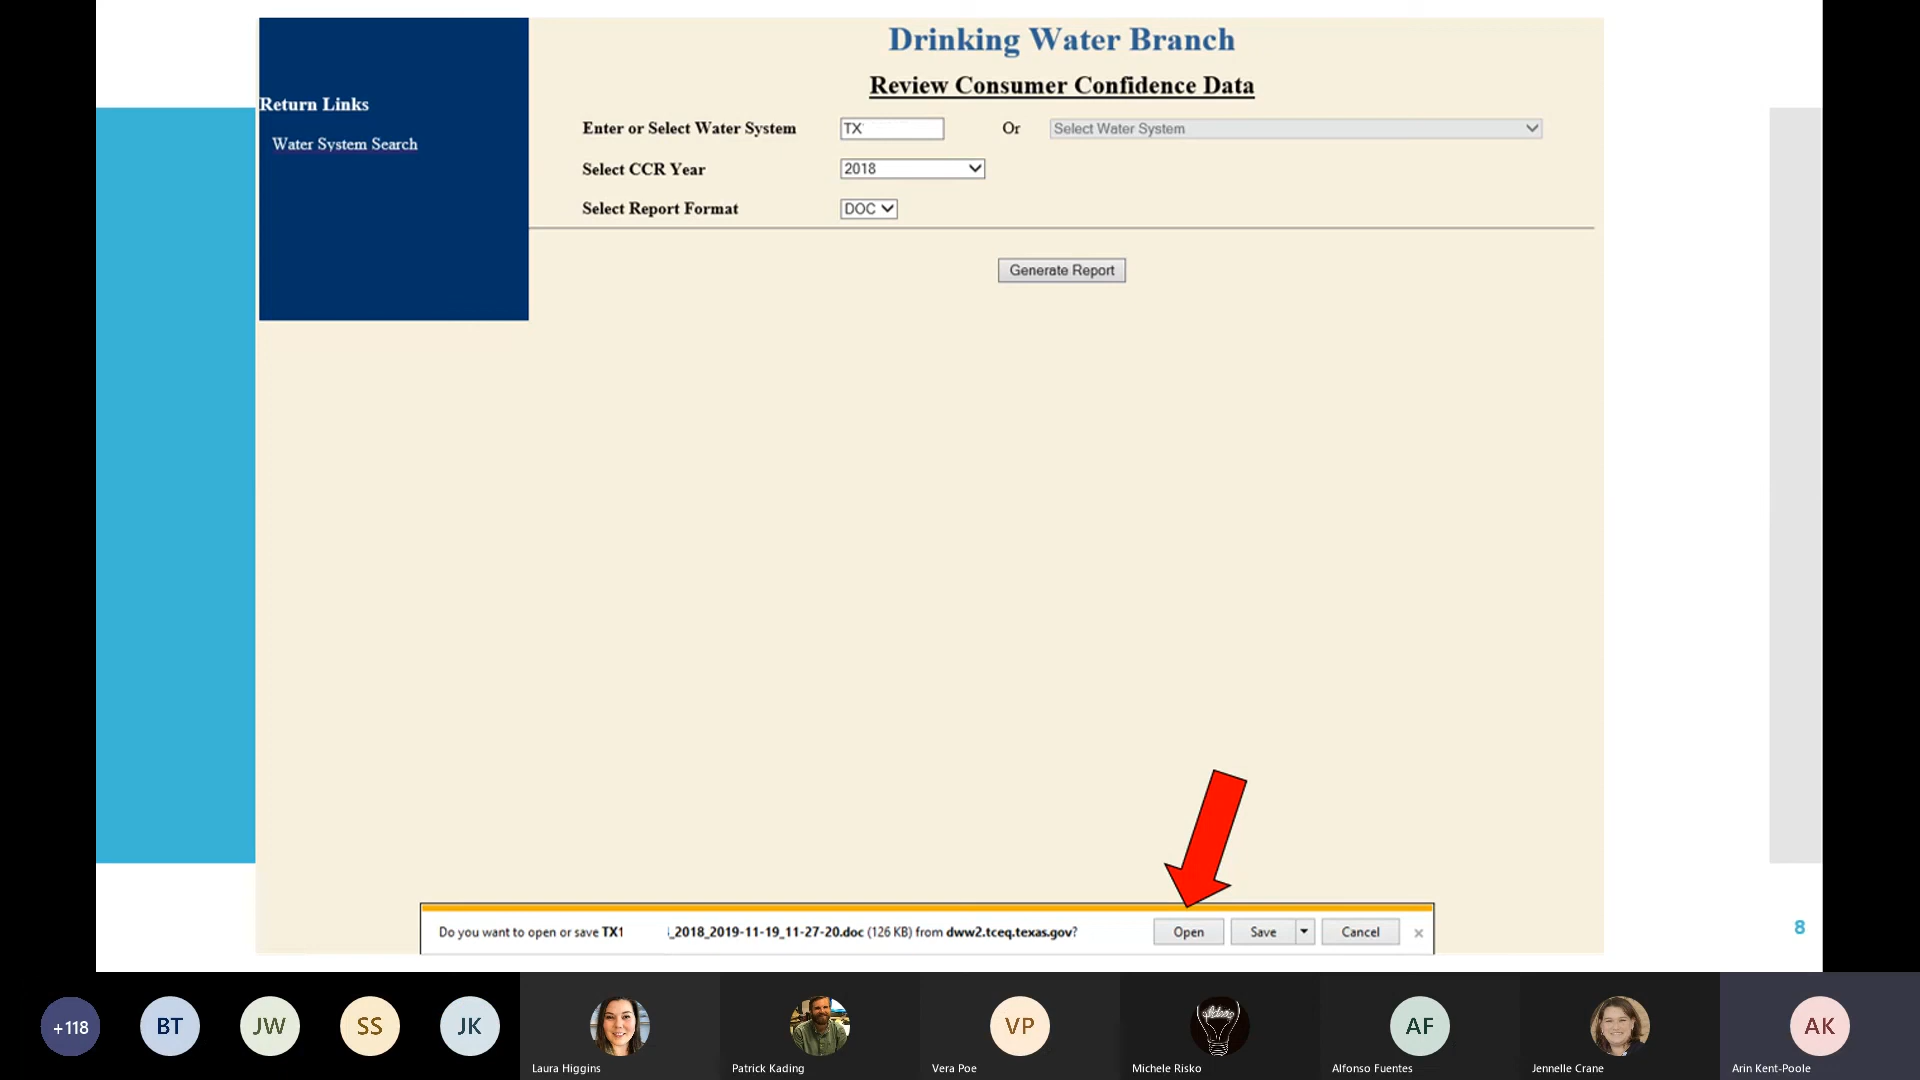 Drinking Water Branch
Review Consumer Confidence Data
Return Links
Water System Search
Enter or Select Water System TX Or Select Water System
Select CCR Year 2018
Select Report Format DOC
Generate Report
Do you want to open or save TX1 _2018_2019-11-19_11-27-20.doc (126 KB) from dww2.tceq.texas.gov? Open Save Cancel ×
8
+118 BT JW SS JK VP AF AK
Laura Higgins Patrick Kading Vera Poe Michele Risko Alfonso Fuentes Jennelle Crane Arin Kent-Poole